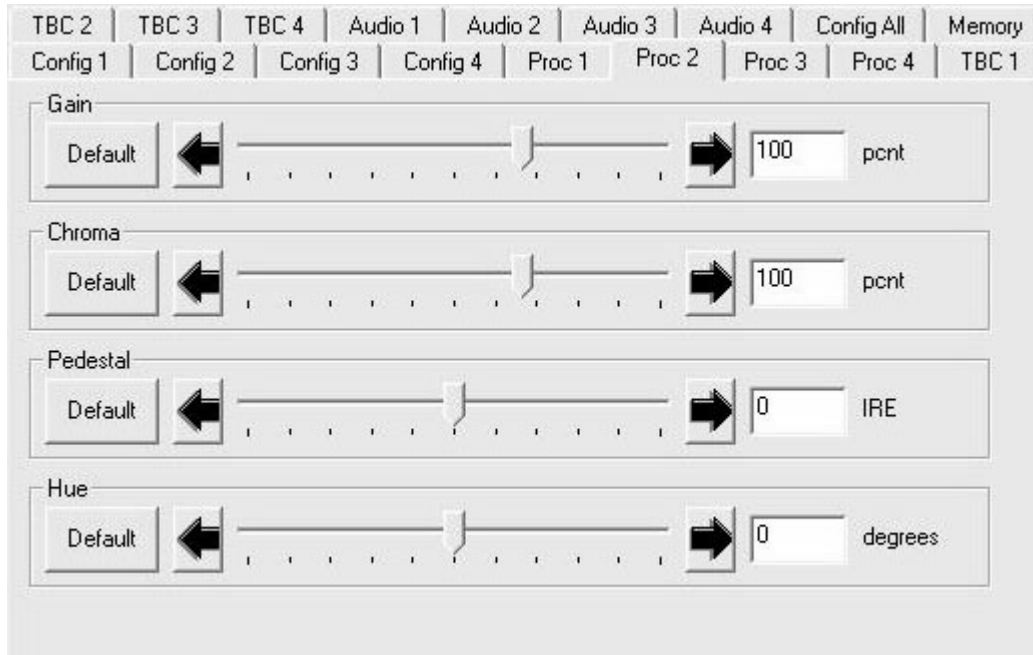 TBC 2 TBC 3 TBC 4 Audio 1 Audio 2 Audio 3 Audio 4 Config All Memory
Config 1 Config 2 Config 3 Config 4 Proc 1 Proc 2 Proc 3 Proc 4 TBC 1
Gain
Default 100 pcnt
Chroma
Default 100 pcnt
Pedestal
Default 0 IRE
Hue
Default 0 degrees